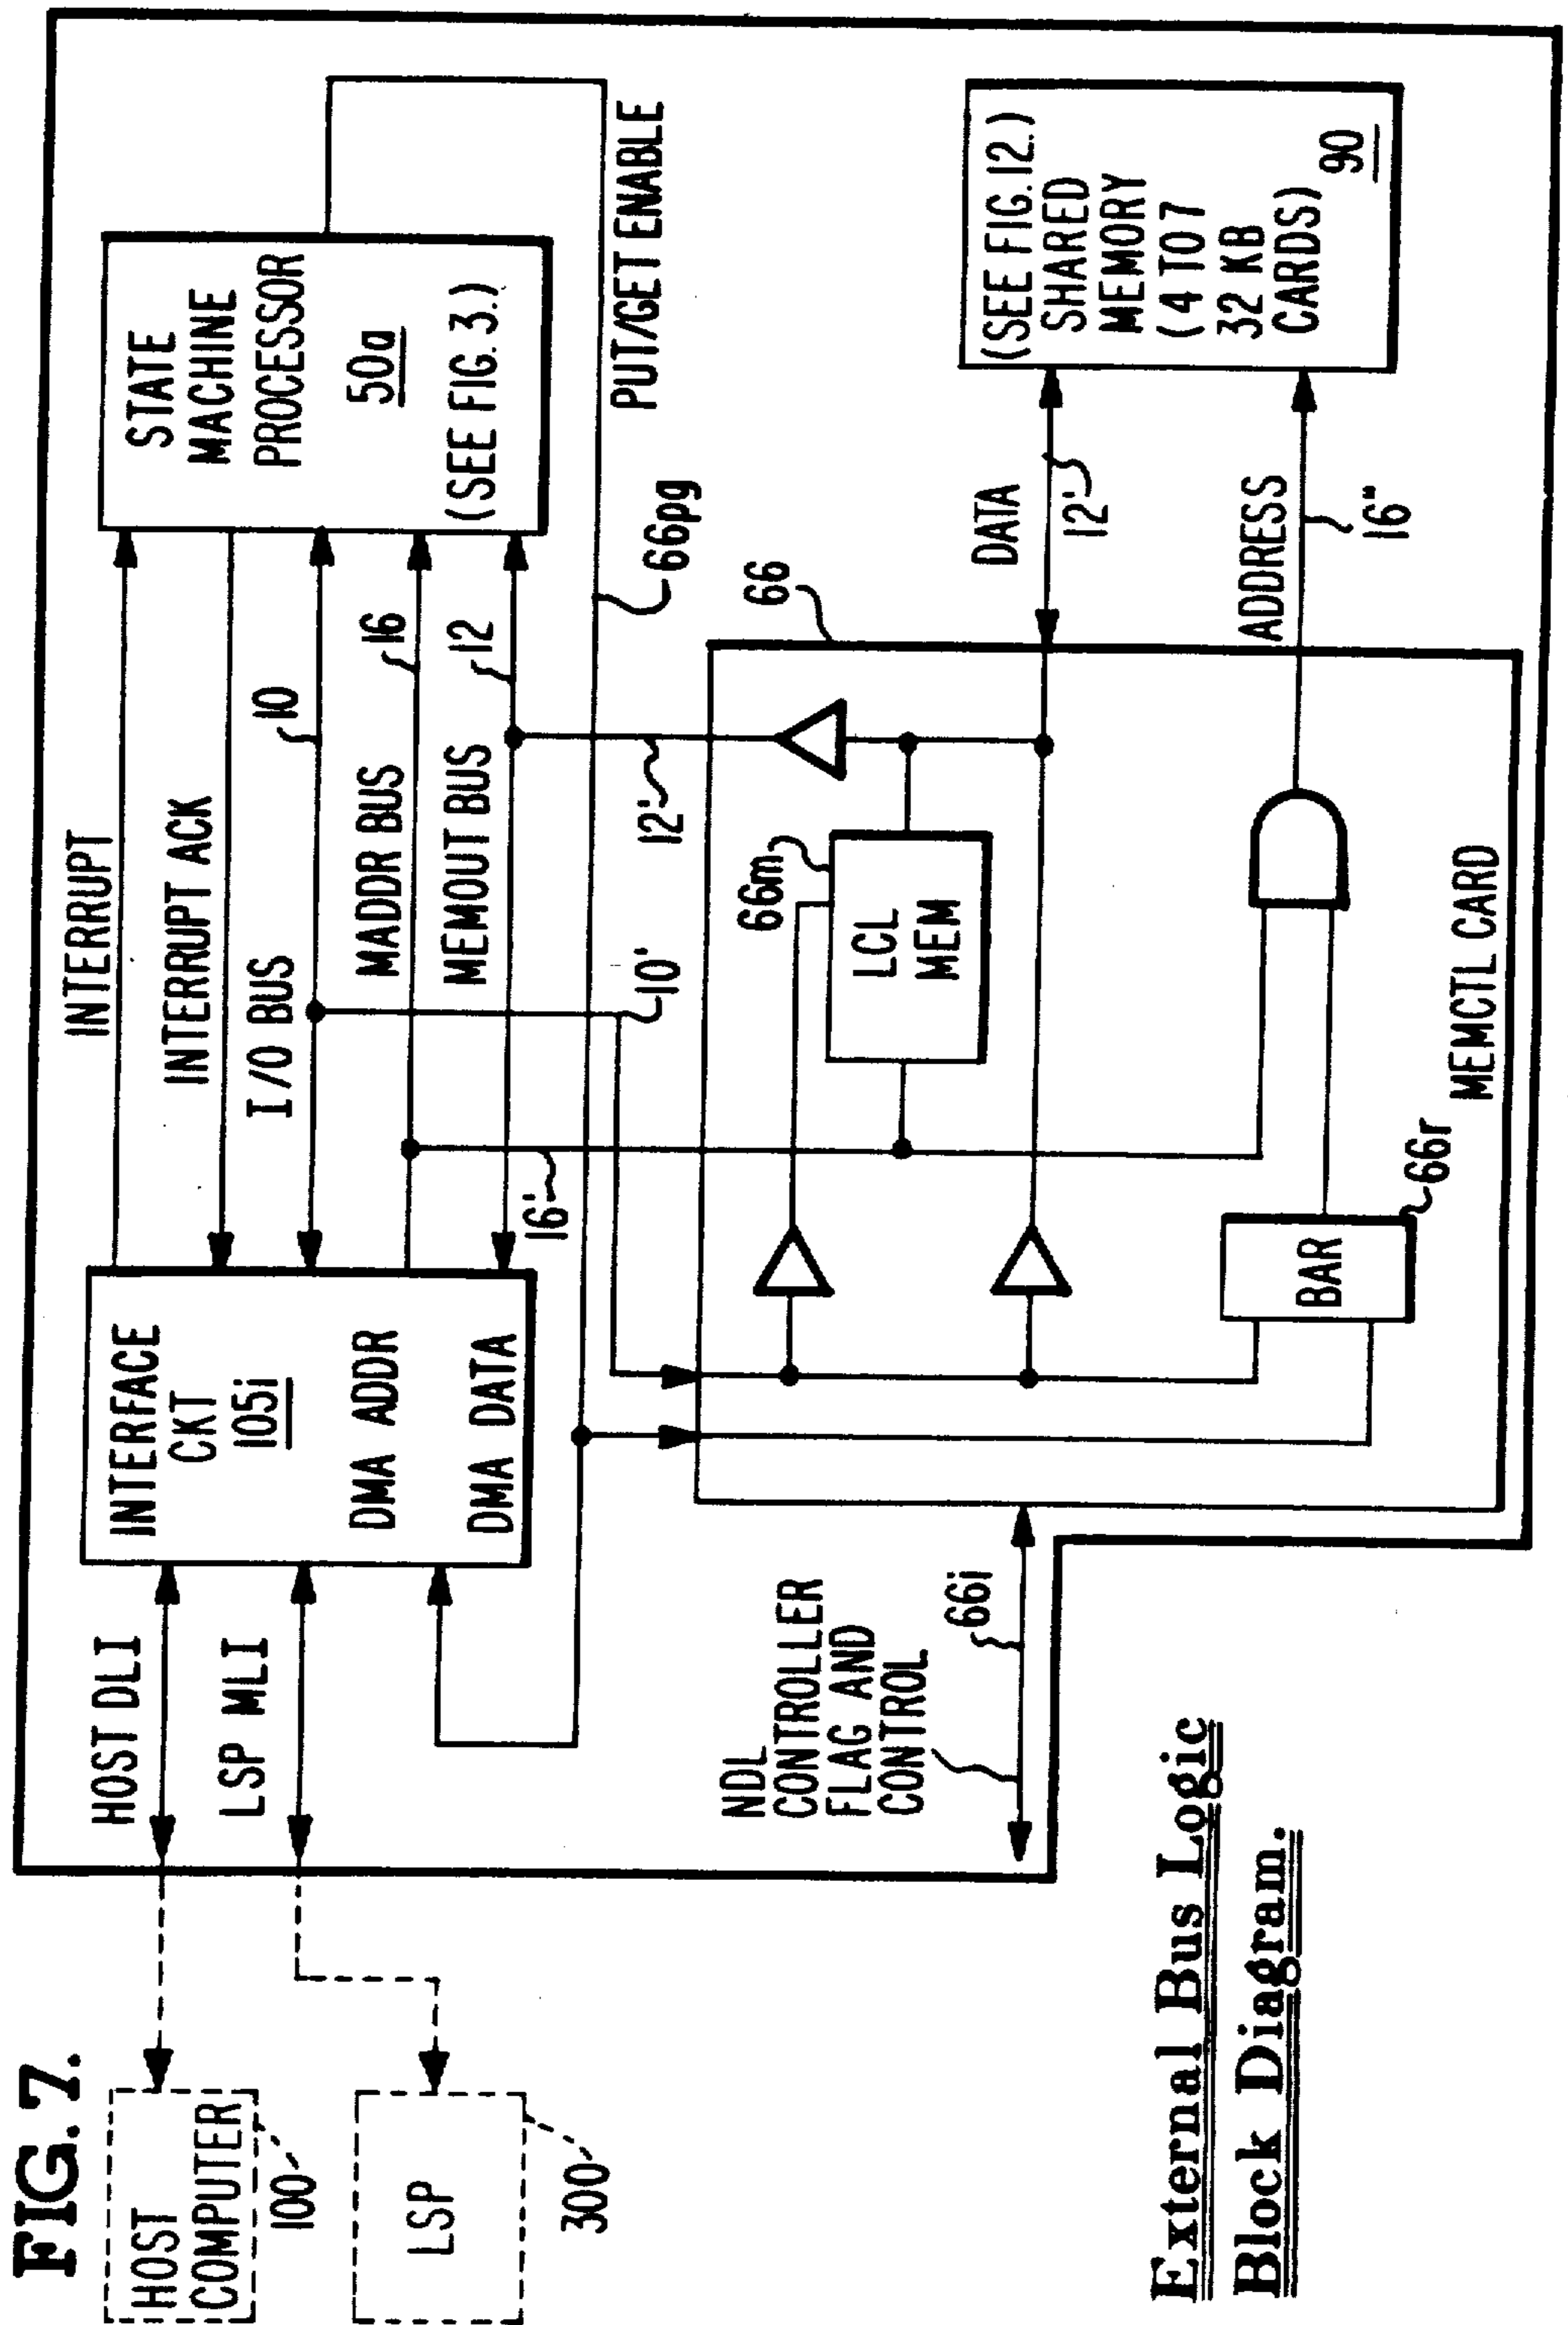 FIG. 7.
HOST
COMPUTER
100
LSP
300
HOST DLI
LSP MLI
INTERFACE
CKT
105i
DMA ADDR
DMA DATA
INTERRUPT
INTERRUPT ACK
I/O BUS
10
MADDR BUS
16
MEMOUT BUS
12
STATE
MACHINE
PROCESSOR
50a
(SEE FIG. 3.)
PUT/GET ENABLE
66pg
16'
10'
12'
NDL
CONTROLLER
FLAG AND
CONTROL
66i
66m
LCL
MEM
66
BAR
66r
MEMCTL CARD
DATA
12'
ADDRESS
16"
(SEE FIG. 12.)
SHARED
MEMORY
(4 TO 7
32 KB
CARDS)
90
External Bus Logic
Block Diagram.